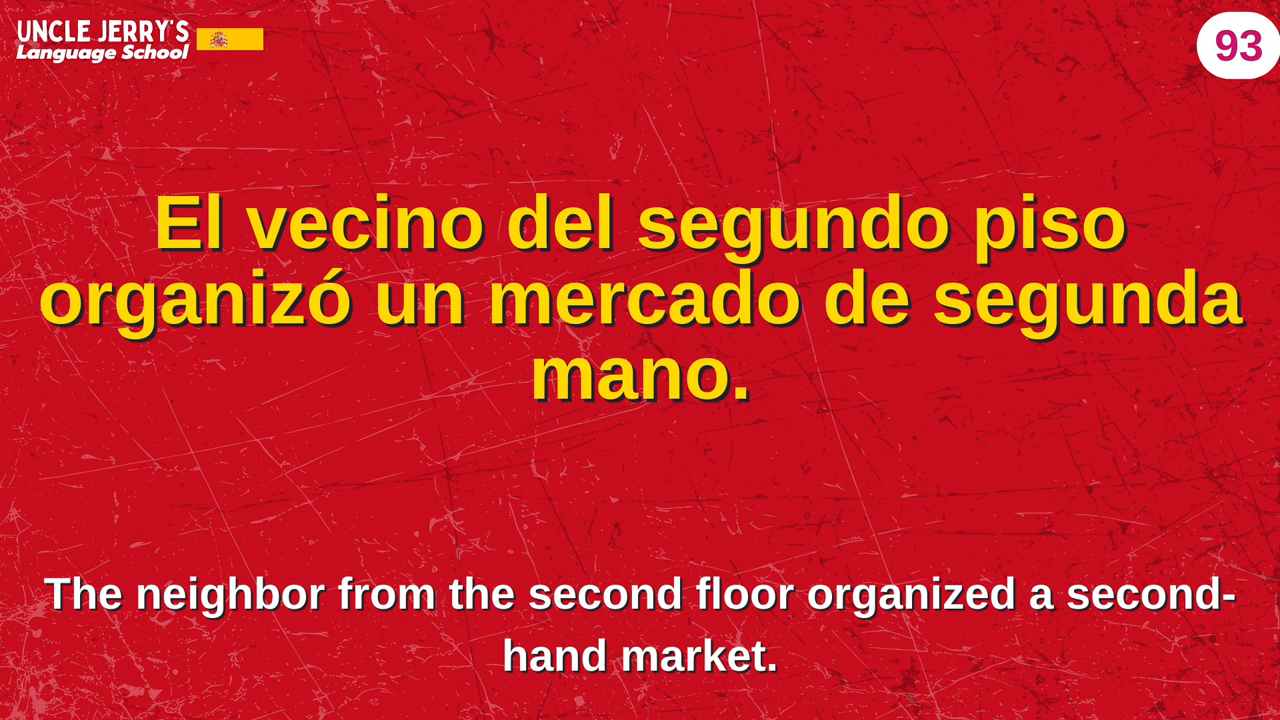 UNCLE JERRY'S
Language School
93
El vecino del segundo piso
organizó un mercado de segunda
mano.
The neighbor from the second floor organized a second-
hand market.